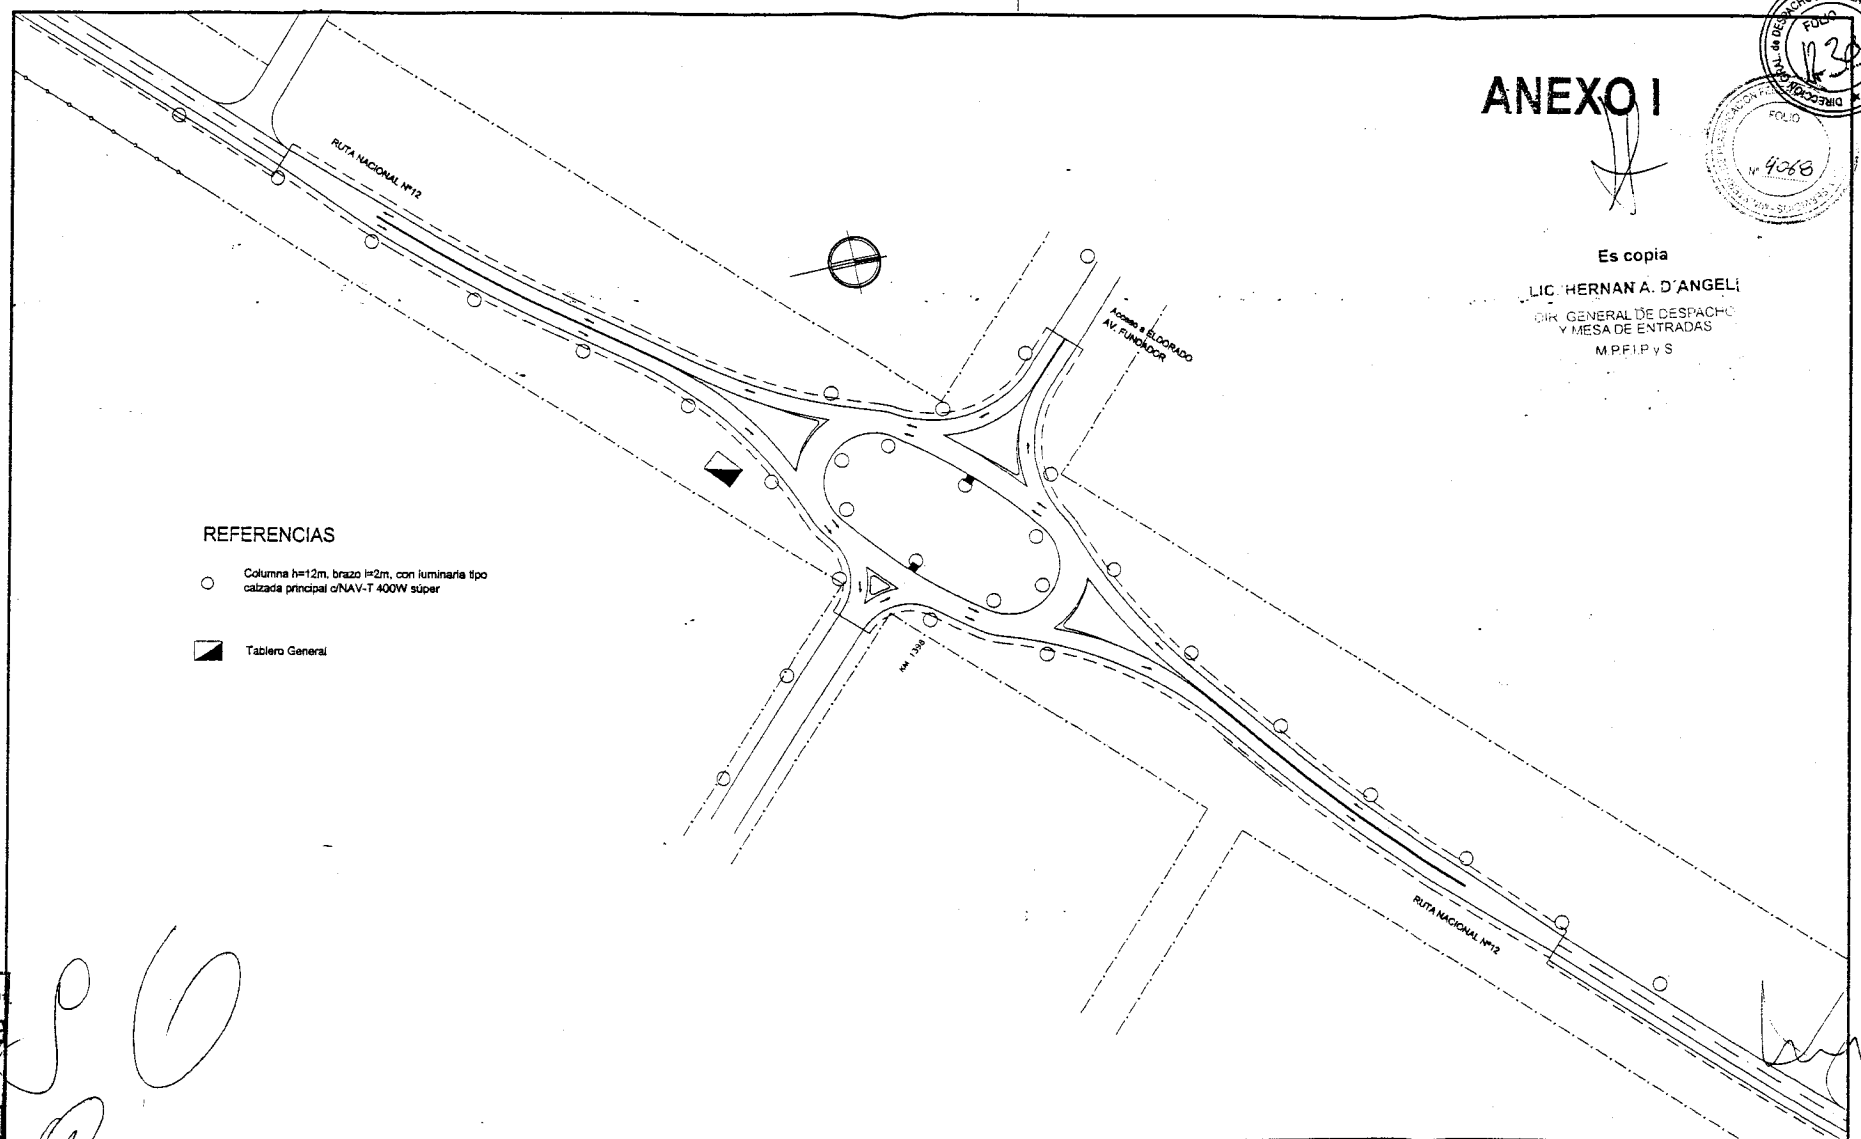 ANEXO I
FOLIO
FOLIO
Nº 4068
Es copia
LIC. HERNAN A. D'ANGELI
DIR. GENERAL DE DESPACHO
Y MESA DE ENTRADAS
M.P.F.I.P y S
RUTA NACIONAL Nº12
Acceso a ELDORADO
AV. FUNDADOR
REFERENCIAS
Columna h=12m, brazo l=2m, con luminaria tipo
calzada principal c/NAV-T 400W súper
Tablero General
KM 1398
RUTA NACIONAL Nº12